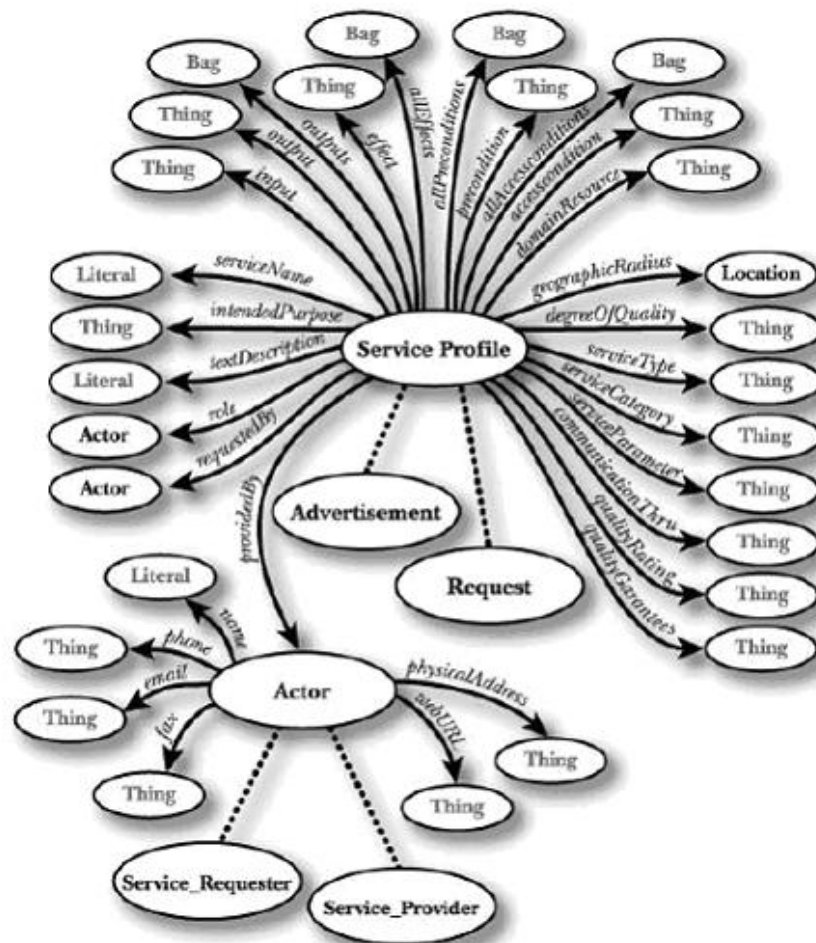 Bag
Bag
Bag
Thing
Thing
Bag
Thing
Thing
Thing
Thing
input
output
outputs
effect
allEffects
allPreconditions
precondition
allAccessconditions
accesscondition
domainResource
Literal
serviceName
geographicRadius
Location
Thing
intendedPurpose
Service Profile
degreeOfQuality
Thing
Literal
textDescription
serviceType
Thing
Actor
role
serviceCategory
Thing
Actor
requestedBy
serviceParameter
Thing
communicationThru
Thing
qualityRating
Thing
qualityGarantees
Thing
providedBy
Advertisement
Request
Literal
name
Thing
phone
Thing
email
Thing
fax
Actor
physicalAddress
Thing
webURL
Thing
Service_Requester
Service_Provider